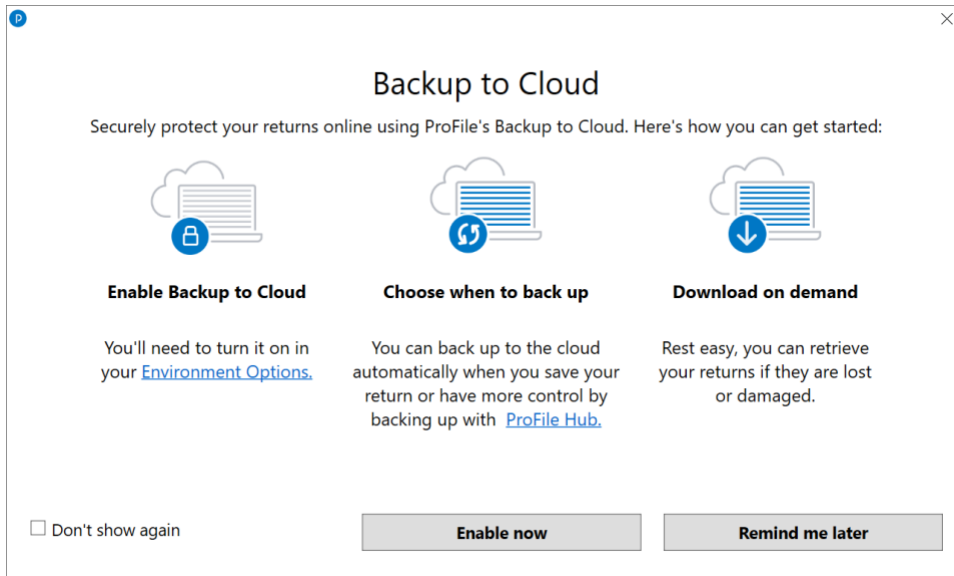 P
Backup to Cloud
Securely protect your returns online using ProFile's Backup to Cloud. Here's how you can get started:
Enable Backup to Cloud
You'll need to turn it on in
your Environment Options.
Choose when to back up
You can back up to the cloud
automatically when you save your
return or have more control by
backing up with ProFile Hub.
Download on demand
Rest easy, you can retrieve
your returns if they are lost
or damaged.
Don't show again
Enable now
Remind me later